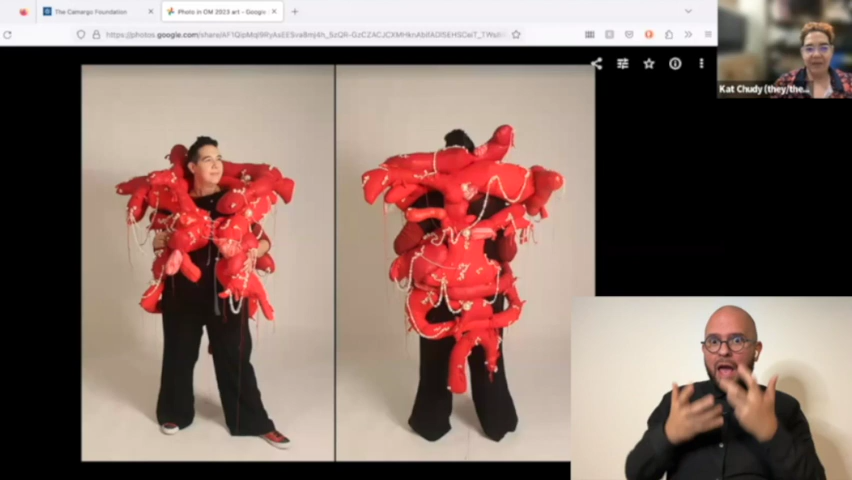 The Camargo Foundation
Photo in OM 2023 art - Google
Kat Chudy (they/the...